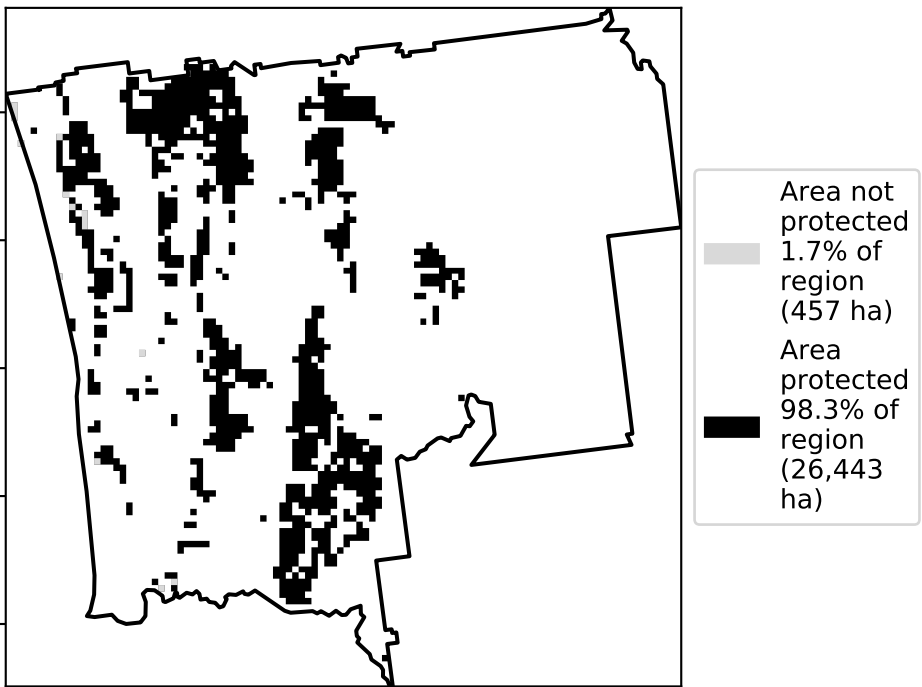 Area not
protected
1.7% of
region
(457 ha)
Area
protected
98.3% of
region
(26,443
ha)